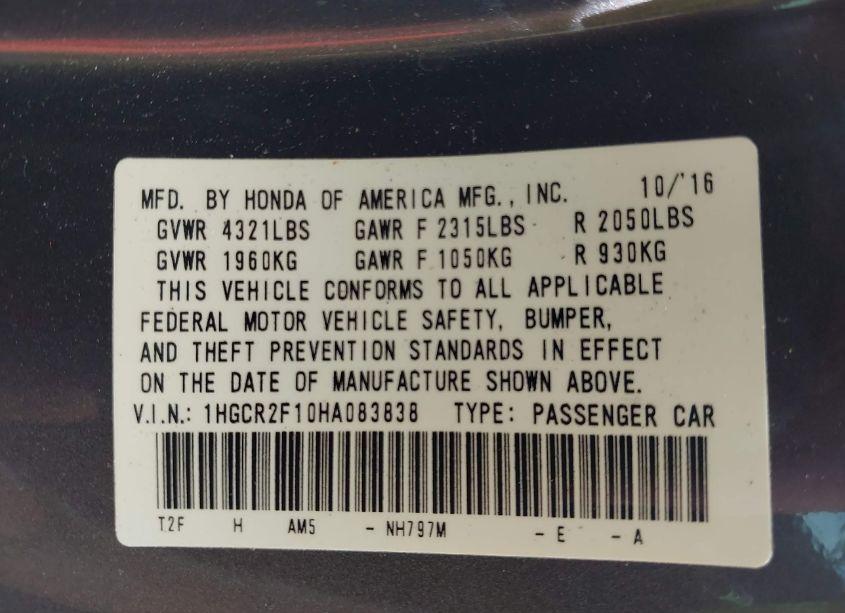 MFD. BY HONDA OF AMERICA MFG., INC. 10/'16
GVWR 4321LBS GAWR F 2315LBS R 2050LBS
GVWR 1960KG GAWR F 1050KG R 930KG
THIS VEHICLE CONFORMS TO ALL APPLICABLE
FEDERAL MOTOR VEHICLE SAFETY, BUMPER,
AND THEFT PREVENTION STANDARDS IN EFFECT
ON THE DATE OF MANUFACTURE SHOWN ABOVE.
V.I.N.: 1HGCR2F10HA083838 TYPE: PASSENGER CAR
T2F H AM5 - NH797M - E - A